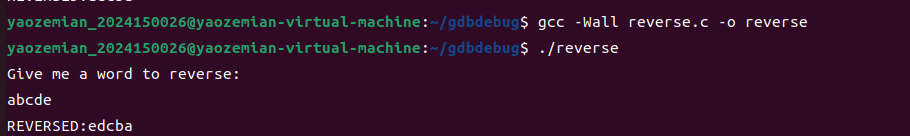 yaozemian_2024150026@yaozemian-virtual-machine:~/gdbdebug$ gcc -Wall reverse.c -o reverse
yaozemian_2024150026@yaozemian-virtual-machine:~/gdbdebug$ ./reverse
Give me a word to reverse:
abcde
REVERSED:edcba